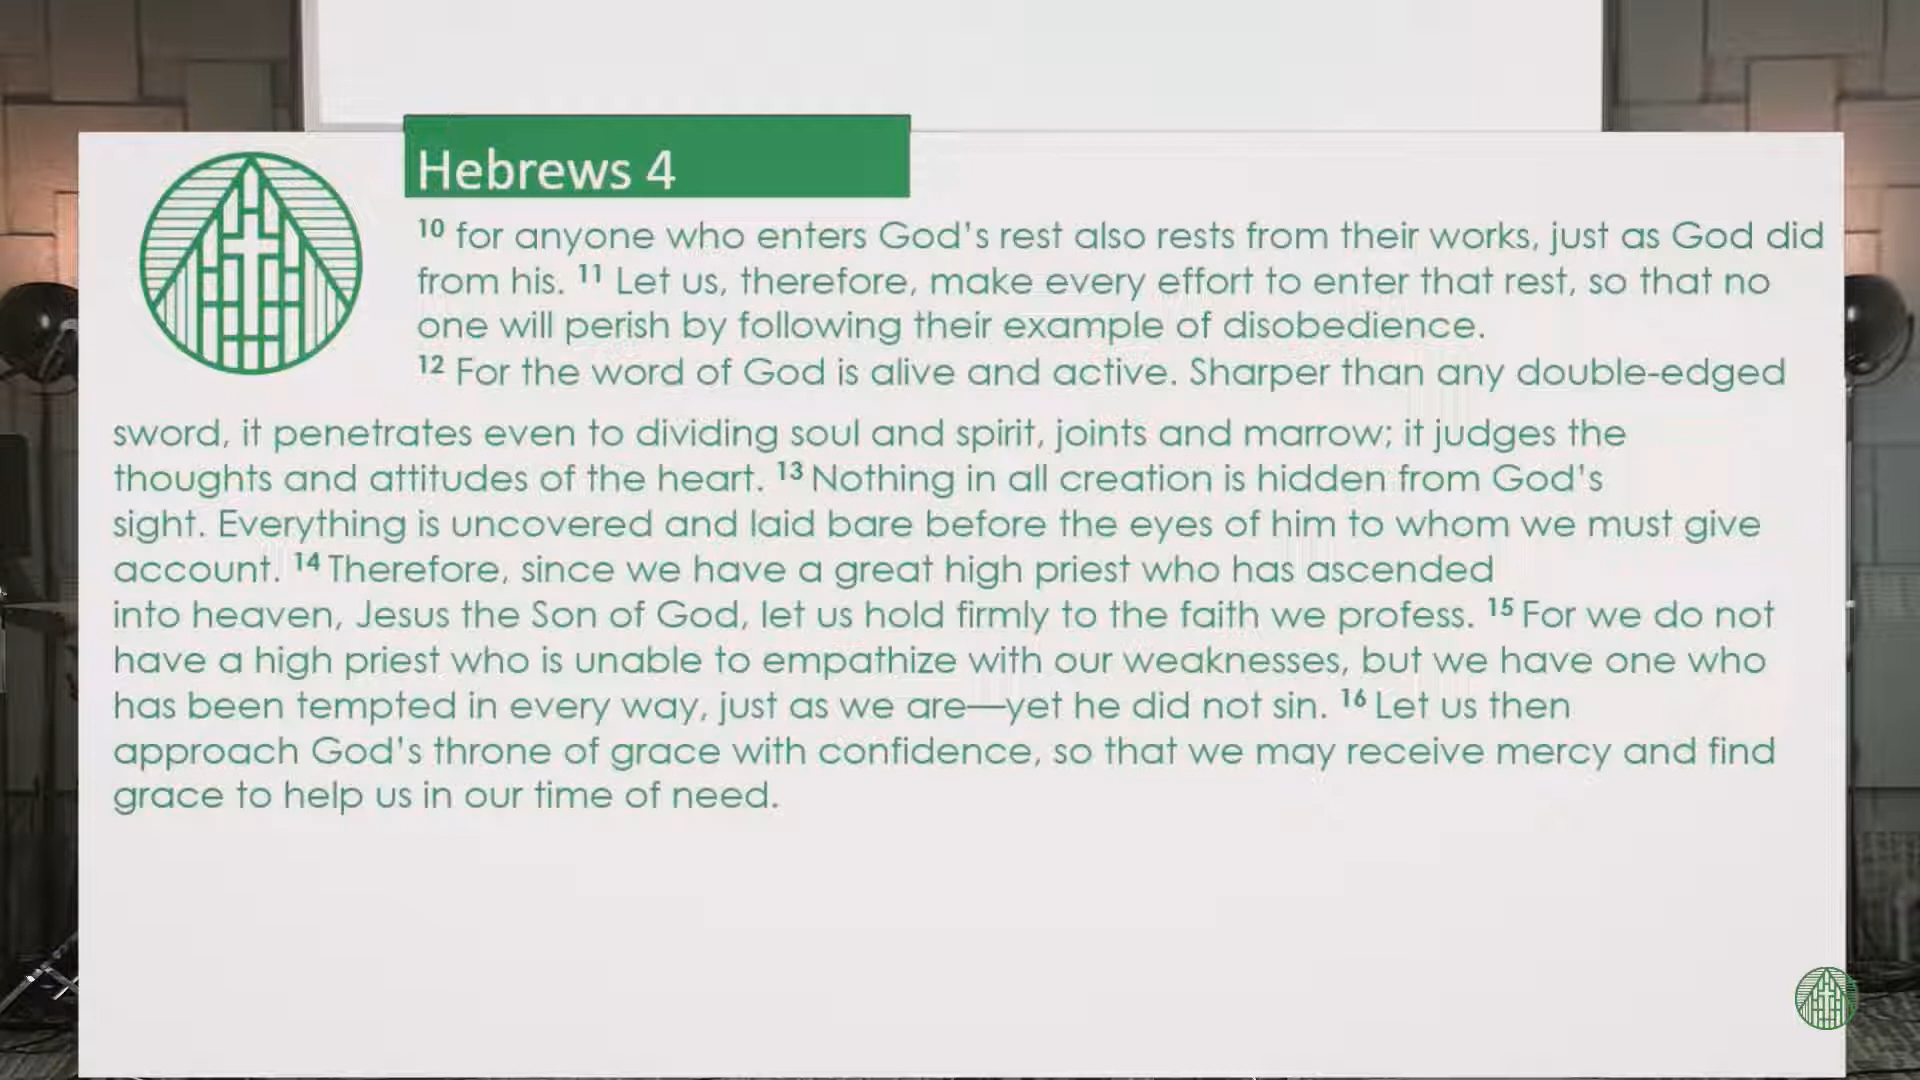 Hebrews 4
10 for anyone who enters God's rest also rests from their works, just as God did
from his. 11 Let us, therefore, make every effort to enter that rest, so that no
one will perish by following their example of disobedience.
12 For the word of God is alive and active. Sharper than any double-edged
sword, it penetrates even to dividing soul and spirit, joints and marrow; it judges the
thoughts and attitudes of the heart. 13 Nothing in all creation is hidden from God's
sight. Everything is uncovered and laid bare before the eyes of him to whom we must give
account. 14 Therefore, since we have a great high priest who has ascended
into heaven, Jesus the Son of God, let us hold firmly to the faith we profess. 15 For we do not
have a high priest who is unable to empathize with our weaknesses, but we have one who
has been tempted in every way, just as we are—yet he did not sin. 16 Let us then
approach God's throne of grace with confidence, so that we may receive mercy and find
grace to help us in our time of need.